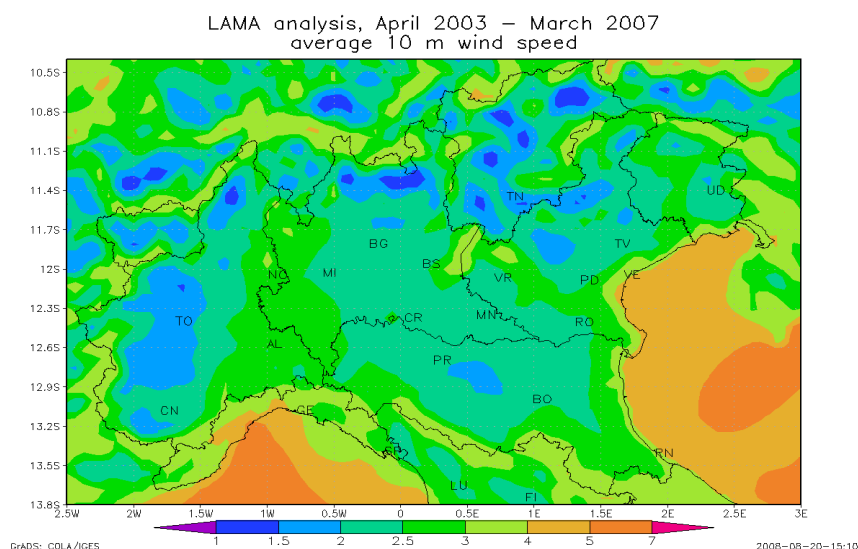 LAMA analysis, April 2003 – March 2007
average 10 m wind speed
10.5S
10.8S
11.1S
11.4S
TN
UD
11.7S
BG
TV
12S
NO
MI
BS
VR
PD
VE
12.3S
TO
CR
MN
RO
12.6S
AL
PR
12.9S
CN
GE
BO
13.2S
SP
RN
13.5S
LU
FI
13.8S
2.5W 2W 1.5W 1W 0.5W 0 0.5E 1E 1.5E 2E 2.5E 3E
1 1.5 2 2.5 3 4 5 7
GrADS: COLA/IGES
2008-08-20-15:10